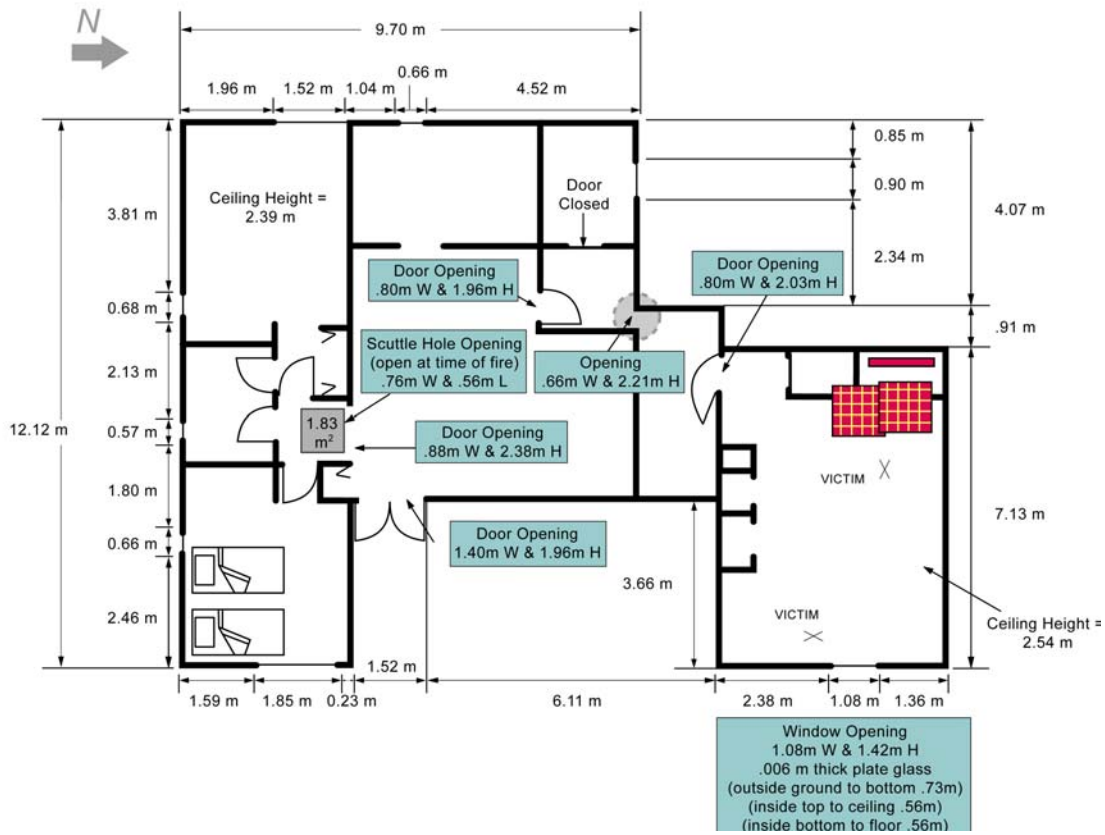 N
9.70 m
0.66 m
1.96 m
1.52 m
1.04 m
4.52 m
0.85 m
0.90 m
2.34 m
4.07 m
.91 m
7.13 m
12.12 m
3.81 m
0.68 m
2.13 m
0.57 m
1.80 m
0.66 m
2.46 m
Ceiling Height =
2.39 m
Door
Closed
Door Opening
.80m W & 1.96m H
Door Opening
.80m W & 2.03m H
Scuttle Hole Opening
(open at time of fire)
.76m W & .56m L
Opening
.66m W & 2.21m H
1.83
m²
Door Opening
.88m W & 2.38m H
Door Opening
1.40m W & 1.96m H
VICTIM
VICTIM
3.66 m
Ceiling Height =
2.54 m
1.59 m
1.85 m
0.23 m
1.52 m
6.11 m
2.38 m
1.08 m
1.36 m
Window Opening
1.08m W & 1.42m H
.006 m thick plate glass
(outside ground to bottom .73m)
(inside top to ceiling .56m)
(inside bottom to floor .56m)